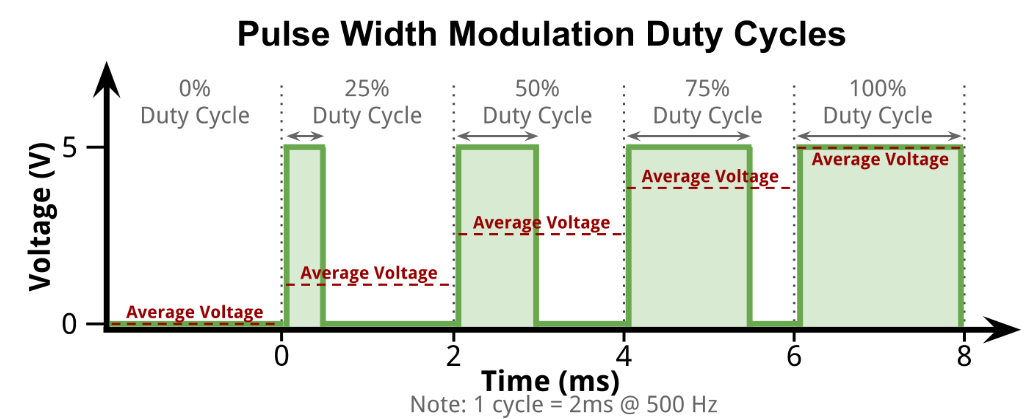 Pulse Width Modulation Duty Cycles
0%
Duty Cycle
25%
Duty Cycle
50%
Duty Cycle
75%
Duty Cycle
100%
Duty Cycle
Voltage (V)
5
0
Average Voltage
Average Voltage
Average Voltage
Average Voltage
Average Voltage
0 2 4 6 8
Time (ms)
Note: 1 cycle = 2ms @ 500 Hz